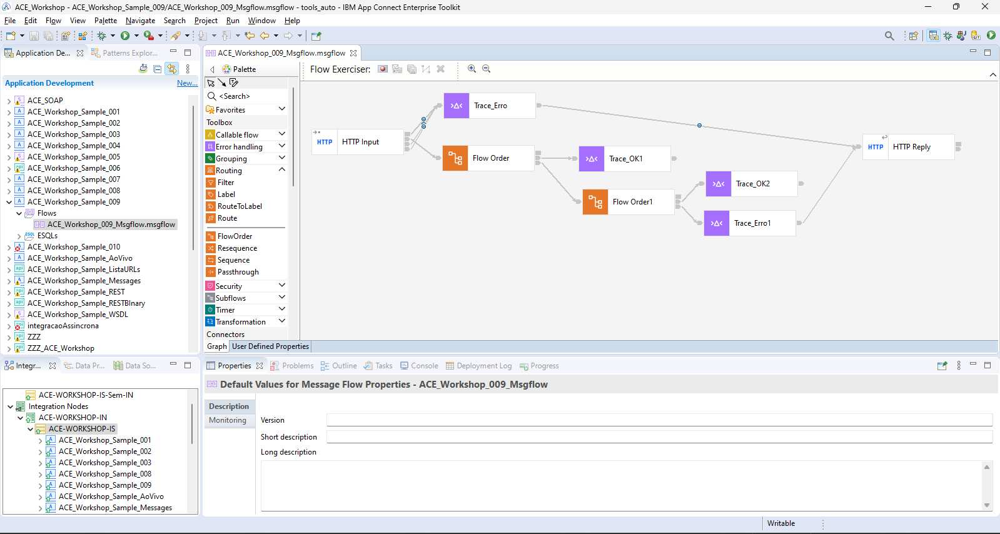 ACE_Workshop - ACE_Workshop_Sample_009/ACE_Workshop_009_Msgflow.msgflow - tools_auto - IBM App Connect Enterprise Toolkit
File Edit Flow View Palette Navigate Search Project Run Window Help
Application De...
Patterns Explor...
Application Development
New...
ACE_SOAP
ACE_Workshop_Sample_001
ACE_Workshop_Sample_002
ACE_Workshop_Sample_003
ACE_Workshop_Sample_004
ACE_Workshop_Sample_005
ACE_Workshop_Sample_006
ACE_Workshop_Sample_007
ACE_Workshop_Sample_008
ACE_Workshop_Sample_009
Flows
ACE_Workshop_009_Msgflow.msgflow
ESQLs
ACE_Workshop_Sample_010
ACE_Workshop_Sample_AoVivo
ACE_Workshop_Sample_ListaURLs
ACE_Workshop_Sample_Messages
ACE_Workshop_Sample_REST
ACE_Workshop_Sample_RESTBInary
ACE_Workshop_Sample_WSDL
integracaoAssincrona
ZZZ
ZZZ_ACE_Workshop
ACE_Workshop_009_Msgflow.msgflow
Palette
<Search>
Favorites
Toolbox
Callable flow
Error handling
Grouping
Routing
Filter
Label
RouteToLabel
Route
FlowOrder
Resequence
Sequence
Passthrough
Security
Subflows
Timer
Transformation
Connectors
Flow Exerciser:
Trace_Erro
HTTP HTTP Input
Flow Order
Trace_OK1
HTTP HTTP Reply
Trace_OK2
Flow Order1
Trace_Erro1
Graph
User Defined Properties
Integr...
Data Pr...
Data So...
ACE-WORKSHOP-IS-Sem-IN
Integration Nodes
ACE-WORKSHOP-IN
ACE-WORKSHOP-IS
ACE_Workshop_Sample_001
ACE_Workshop_Sample_002
ACE_Workshop_Sample_003
ACE_Workshop_Sample_008
ACE_Workshop_Sample_009
ACE_Workshop_Sample_AoVivo
ACE_Workshop_Sample_Messages
Properties
Problems
Outline
Tasks
Console
Deployment Log
Progress
Default Values for Message Flow Properties - ACE_Workshop_009_Msgflow
Description
Monitoring
Version
Short description
Long description
Writable